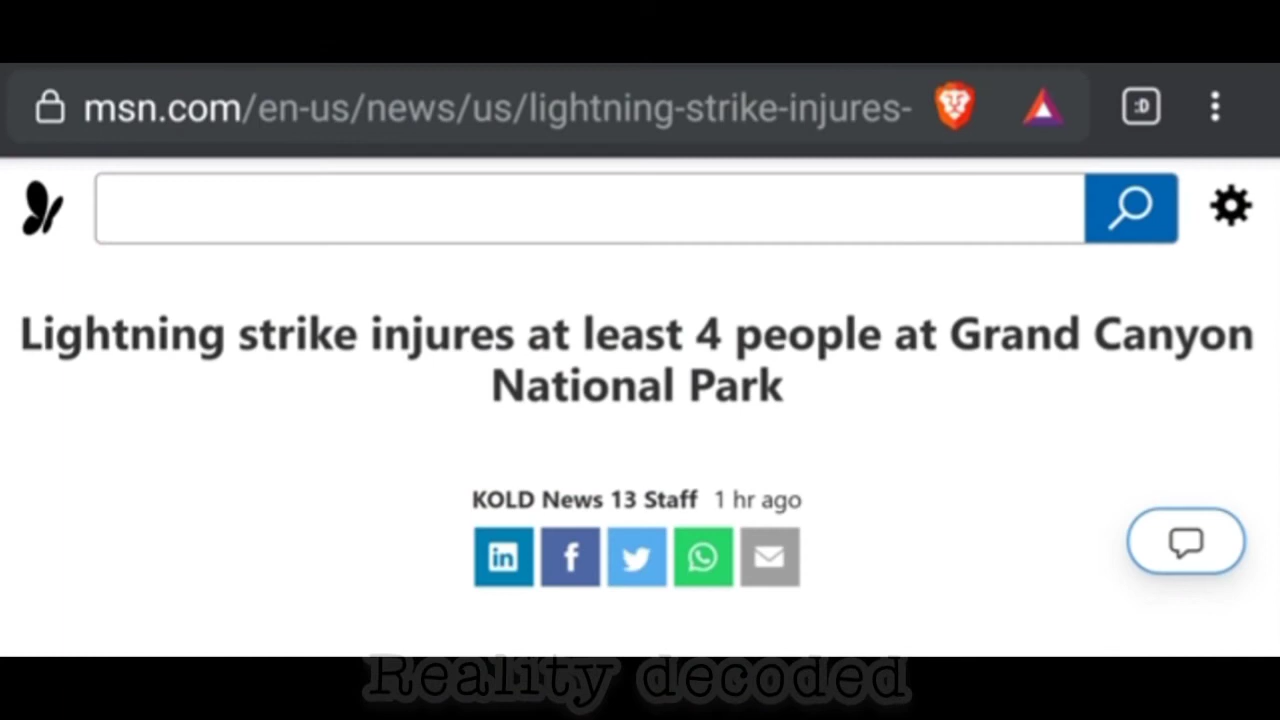 msn.com/en-us/news/us/lightning-strike-injures-
:D
Lightning strike injures at least 4 people at Grand Canyon
National Park
KOLD News 13 Staff 1 hr ago
in f
Reality decoded